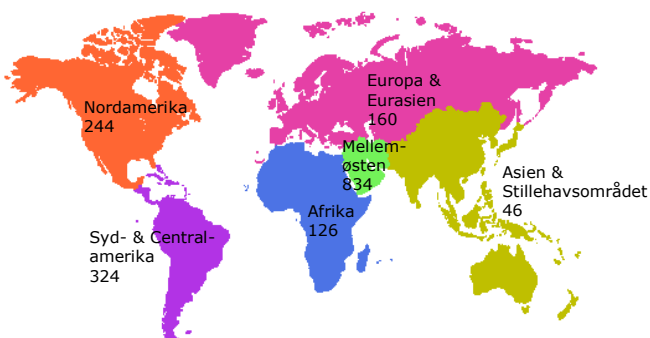 Nordamerika
244
Europa &
Eurasien
160
Mellem-
østen
834
Asien &
Stillehavsområdet
46
Afrika
126
Syd- & Central-
amerika
324